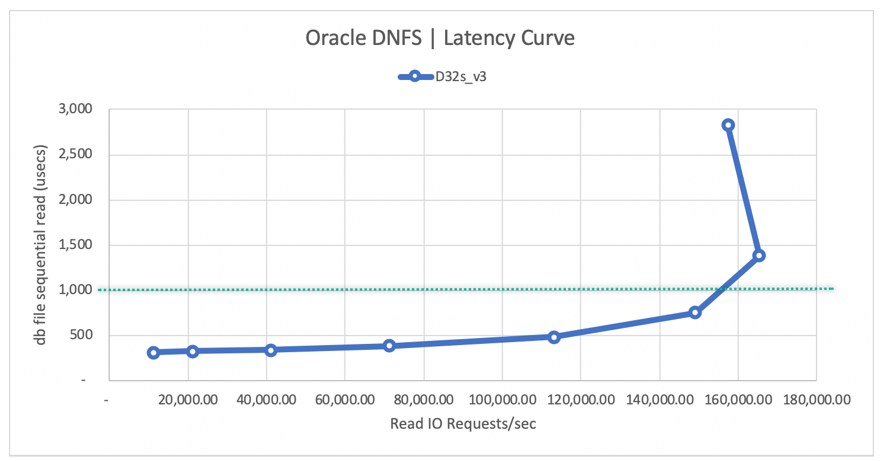 Oracle DNFS | Latency Curve
D32s_v3
db file sequential read (usecs)
3,000
2,500
2,000
1,500
1,000
500
-
- 20,000.00 40,000.00 60,000.00 80,000.00 100,000.00 120,000.00 140,000.00 160,000.00 180,000.00
Read IO Requests/sec